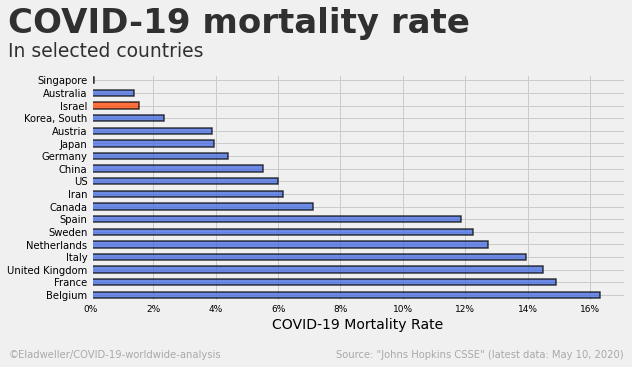 COVID-19 mortality rate
In selected countries
Singapore
Australia
Israel
Korea, South
Austria
Japan
Germany
China
US
Iran
Canada
Spain
Sweden
Netherlands
Italy
United Kingdom
France
Belgium
0% 2% 4% 6% 8% 10% 12% 14% 16%
COVID-19 Mortality Rate
©Eladweller/COVID-19-worldwide-analysis Source: "Johns Hopkins CSSE" (latest data: May 10, 2020)